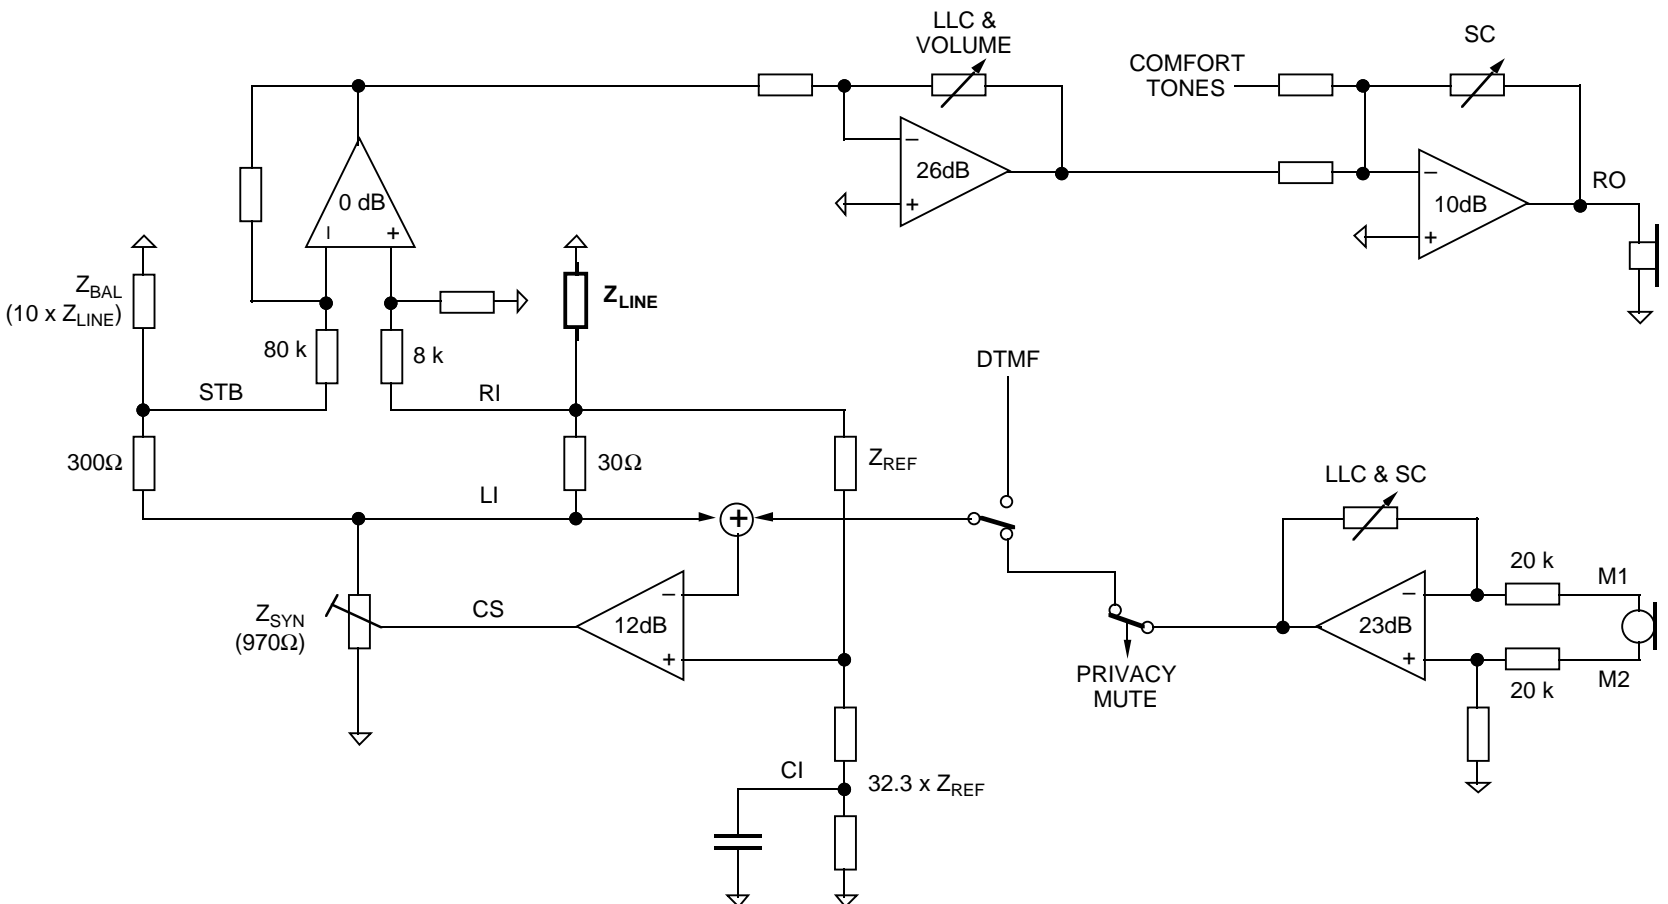 LLC &
VOLUME
SC
COMFORT
TONES
−
26dB
+
−
10dB
+
RO
0 dB
I
+
Z_BAL
(10 x Z_LINE)
Z_LINE
80 k
8 k
DTMF
STB
RI
300Ω
30Ω
Z_REF
LLC & SC
LI
+
20 k
M1
Z_SYN
(970Ω)
CS
−
12dB
+
−
23dB
+
PRIVACY
MUTE
20 k
M2
CI
32.3 x Z_REF